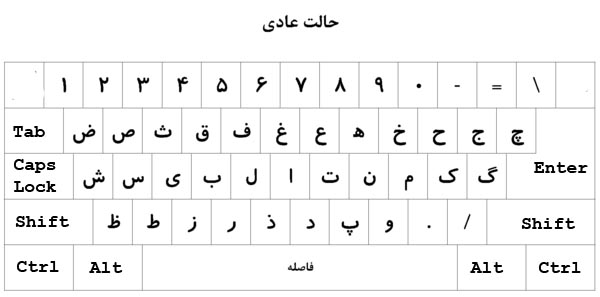 حالت عادی
۱ ۲ ۳ ۴ ۵ ۶ ۷ ۸ ۹ ۰ - = \
Tab ض ص ث ق ف غ ع ه خ ح ج چ
Caps Lock ش س ی ب ل ا ت ن م ک گ Enter
Shift ظ ط ز ر ذ د پ و . / Shift
Ctrl Alt فاصله Alt Ctrl